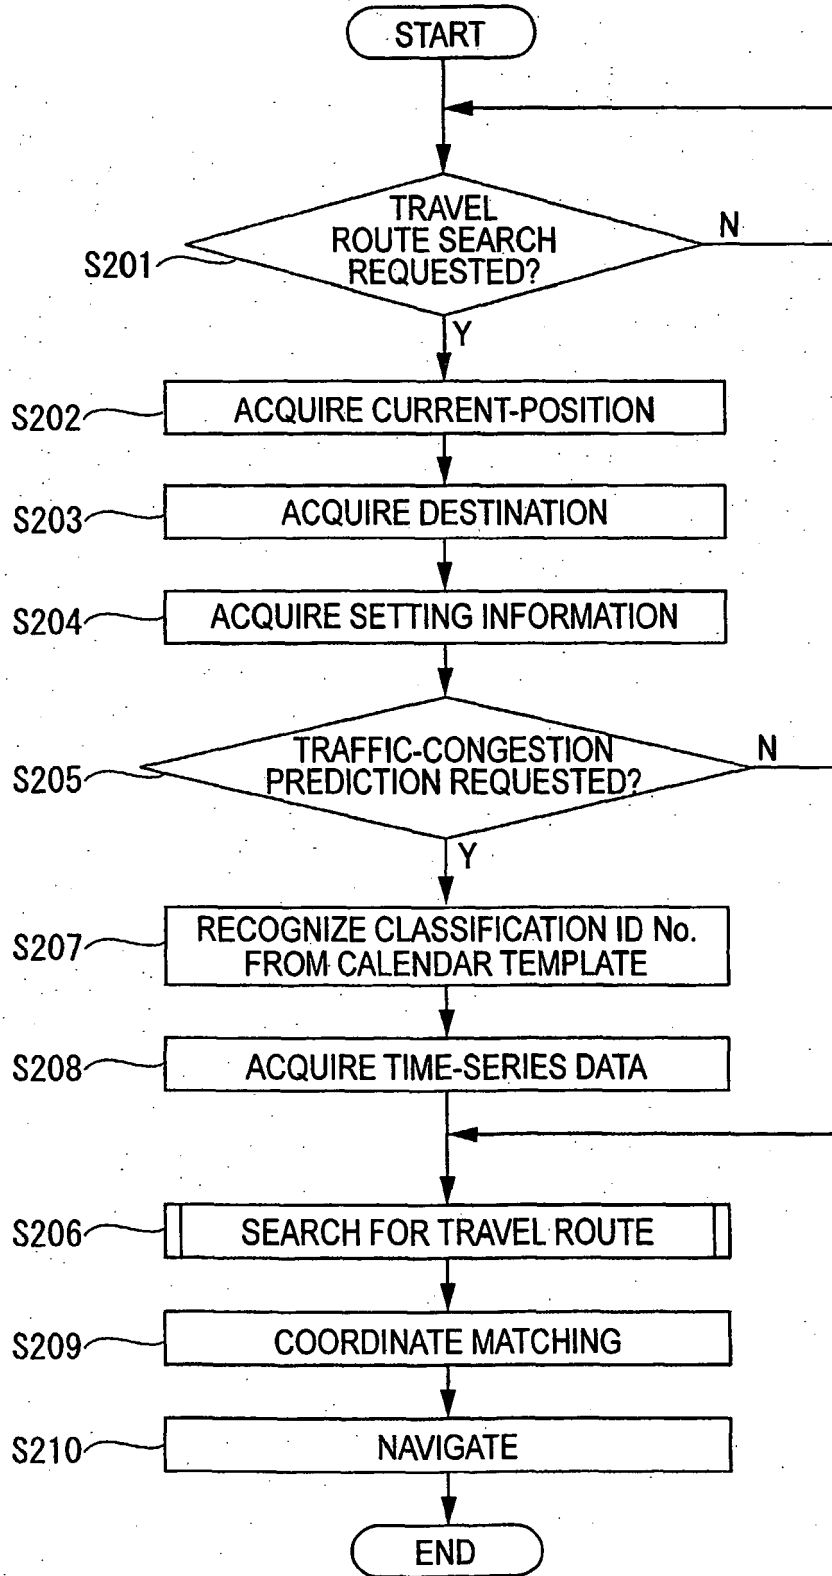 START
TRAVEL
ROUTE SEARCH
REQUESTED?
N
S201
Y
S202
ACQUIRE CURRENT-POSITION
S203
ACQUIRE DESTINATION
S204
ACQUIRE SETTING INFORMATION
TRAFFIC-CONGESTION
PREDICTION REQUESTED?
N
S205
Y
S207
RECOGNIZE CLASSIFICATION ID No.
FROM CALENDAR TEMPLATE
S208
ACQUIRE TIME-SERIES DATA
S206
SEARCH FOR TRAVEL ROUTE
S209
COORDINATE MATCHING
S210
NAVIGATE
END